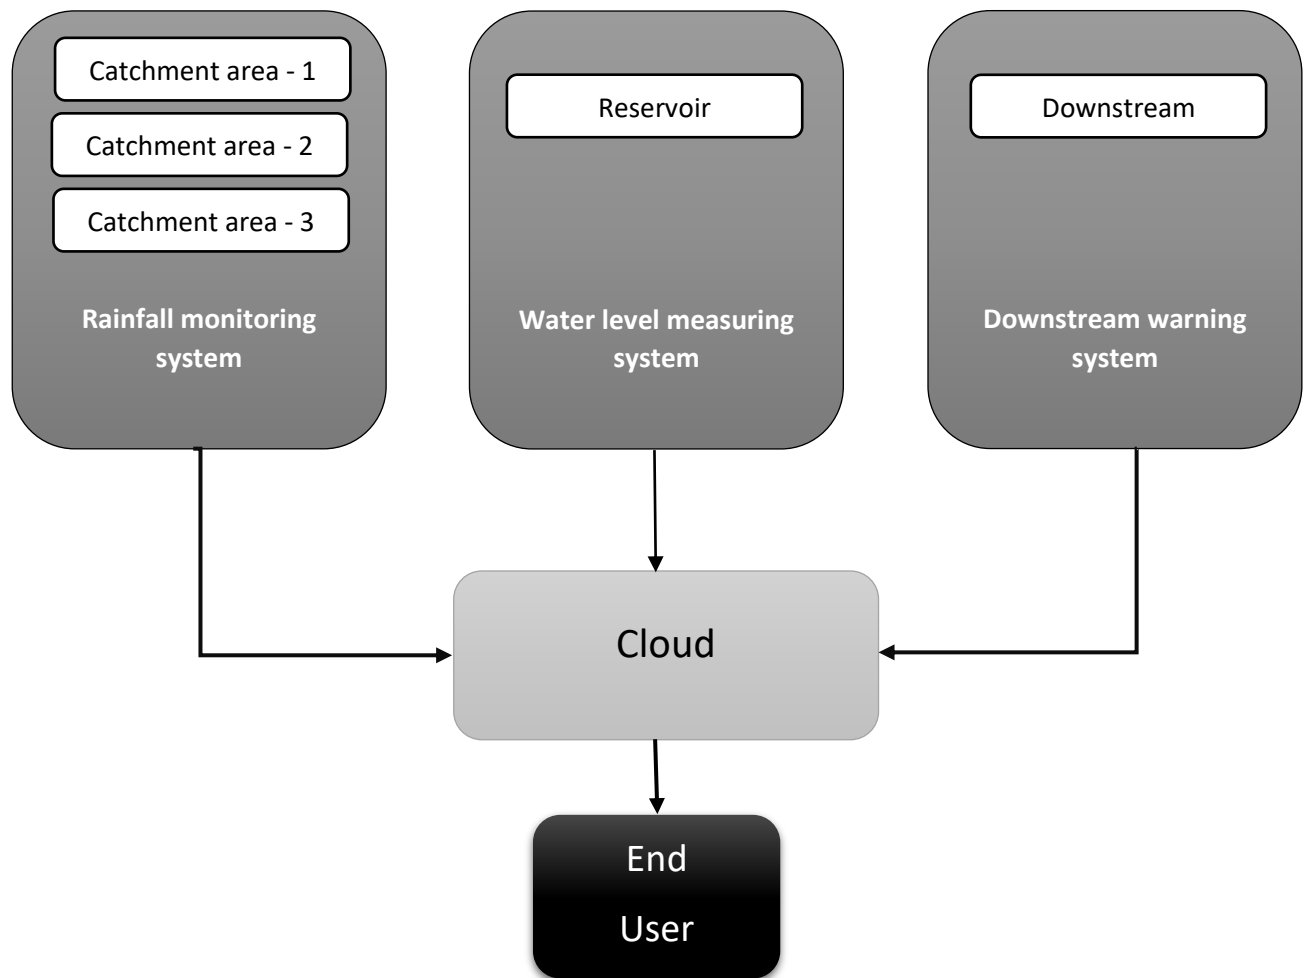 Catchment area - 1
Catchment area - 2
Catchment area - 3
Rainfall monitoring
system
Reservoir
Water level measuring
system
Downstream
Downstream warning
system
Cloud
End
User